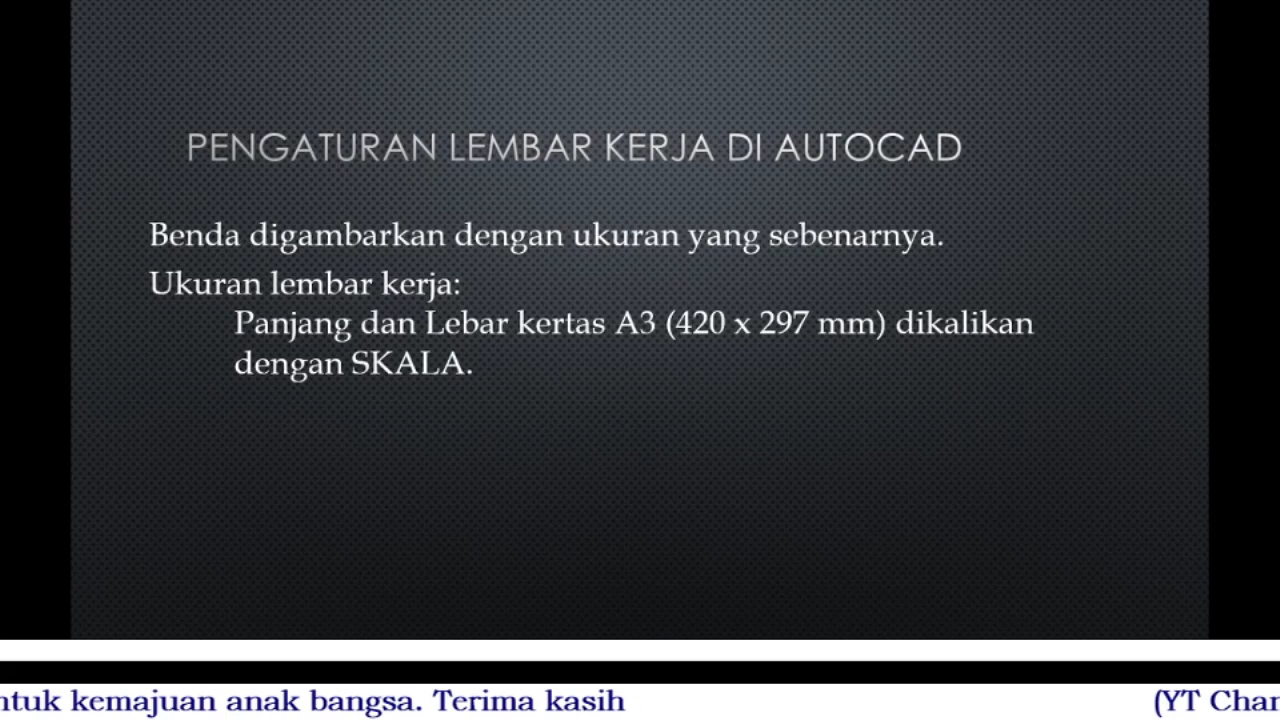 PENGATURAN LEMBAR KERJA DI AUTOCAD
Benda digambarkan dengan ukuran yang sebenarnya.
Ukuran lembar kerja:
Panjang dan Lebar kertas A3 (420 x 297 mm) dikalikan
dengan SKALA.
kemajuan anak bangsa. Terima kasih (YT